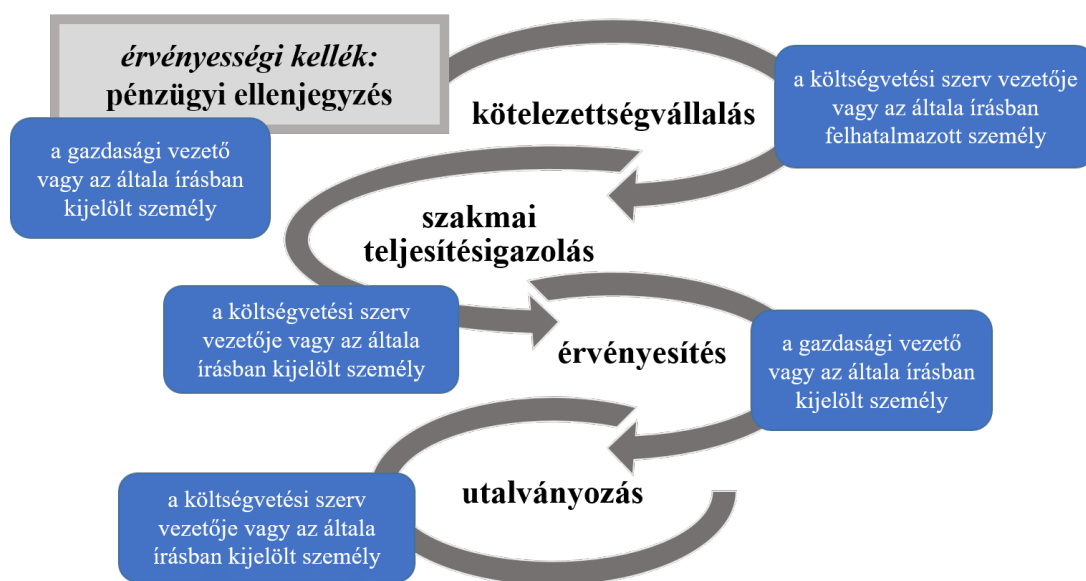 érvényességi kellék:
pénzügyi ellenjegyzés
a gazdasági vezető
vagy az általa írásban
kijelölt személy
kötelezettségvállalás
a költségvetési szerv vezetője
vagy az általa írásban
felhatalmazott személy
szakmai
teljesítésigazolás
a költségvetési szerv
vezetője vagy az általa
írásban kijelölt személy
érvényesítés
a gazdasági vezető
vagy az általa írásban
kijelölt személy
utalványozás
a költségvetési szerv
vezetője vagy az általa
írásban kijelölt személy